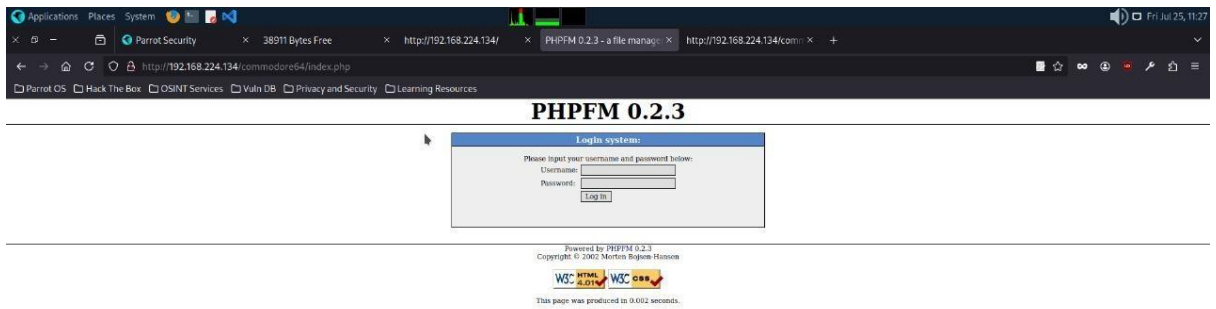 Applications Places System Fri Jul 25, 11:27
Parrot Security × 38911 Bytes Free × http://192.168.224.134/ × PHPFM 0.2.3 - a file manage × http://192.168.224.134/comm × +
http://192.168.224.134/commodore64/index.php
Parrot OS Hack The Box OSINT Services Vuln DB Privacy and Security Learning Resources
PHPFM 0.2.3
Login system:
Please input your username and password below:
Username:
Password:
Log in
Powered by PHPFM 0.2.3
Copyright © 2002 Morten Bojsen-Hansen
W3C HTML 4.01 W3C css
This page was produced in 0.002 seconds.